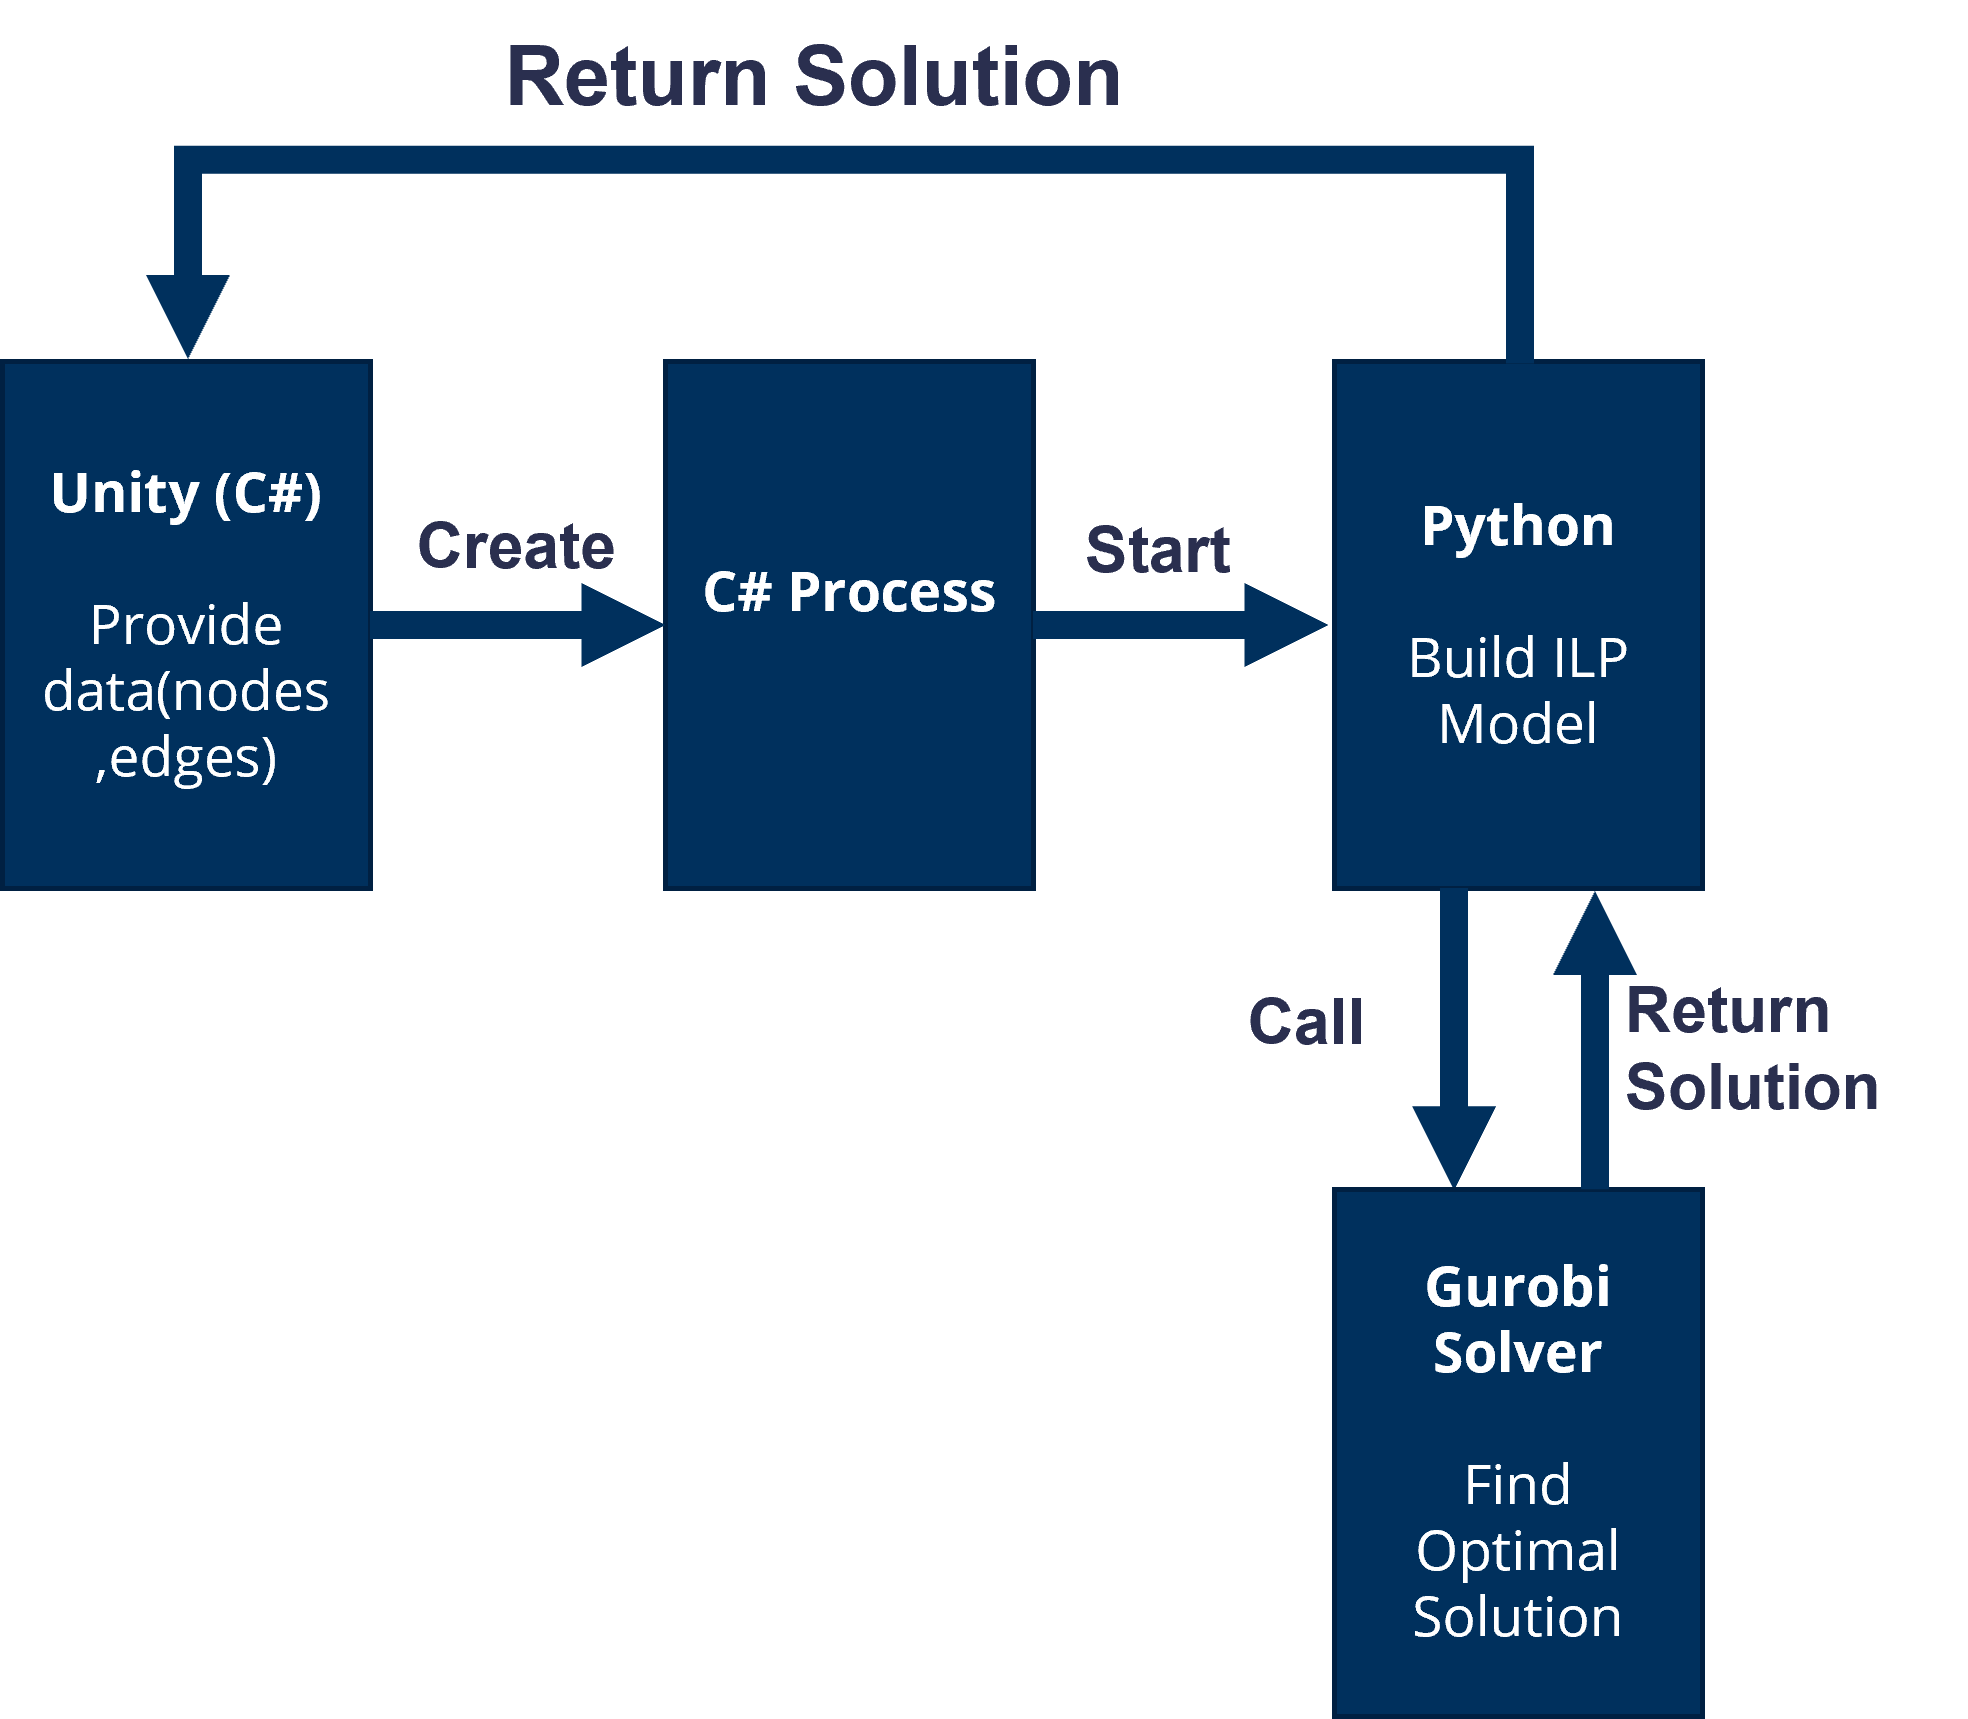 Return Solution
Unity (C#)
Provide
data(nodes
,edges)
Create
C# Process
Start
Python
Build ILP
Model
Call
Return
Solution
Gurobi
Solver
Find
Optimal
Solution